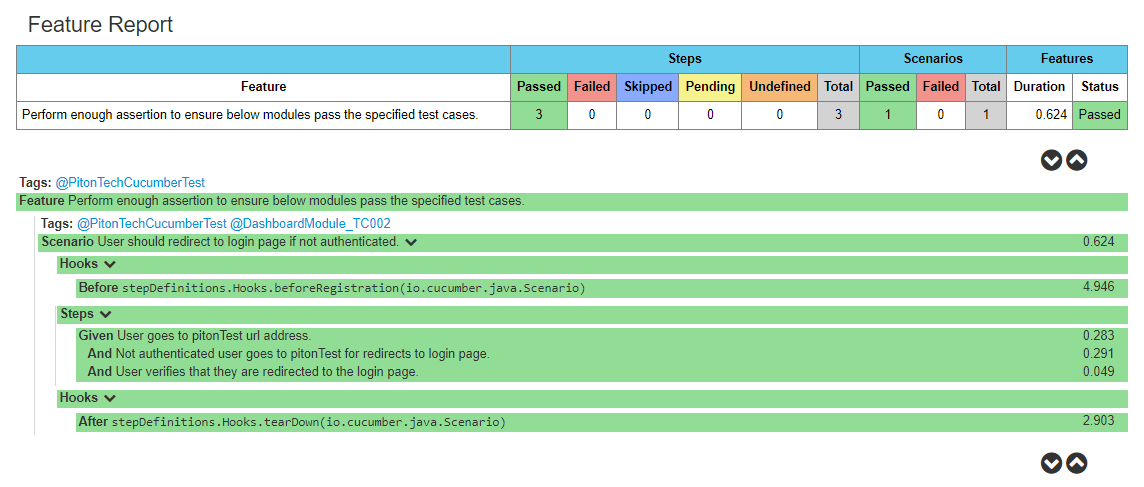 Feature Report
Steps Scenarios Features
Feature Passed Failed Skipped Pending Undefined Total Passed Failed Total Duration Status
Perform enough assertion to ensure below modules pass the specified test cases. 3 0 0 0 0 3 1 0 1 0.624 Passed
Tags: @PitonTechCucumberTest
Feature Perform enough assertion to ensure below modules pass the specified test cases.
Tags: @PitonTechCucumberTest @DashboardModule_TC002
Scenario User should redirect to login page if not authenticated. 0.624
Hooks
Before stepDefinitions.Hooks.beforeRegistration(io.cucumber.java.Scenario) 4.946
Steps
Given User goes to pitonTest url address. 0.283
And Not authenticated user goes to pitonTest for redirects to login page. 0.291
And User verifies that they are redirected to the login page. 0.049
Hooks
After stepDefinitions.Hooks.tearDown(io.cucumber.java.Scenario) 2.903